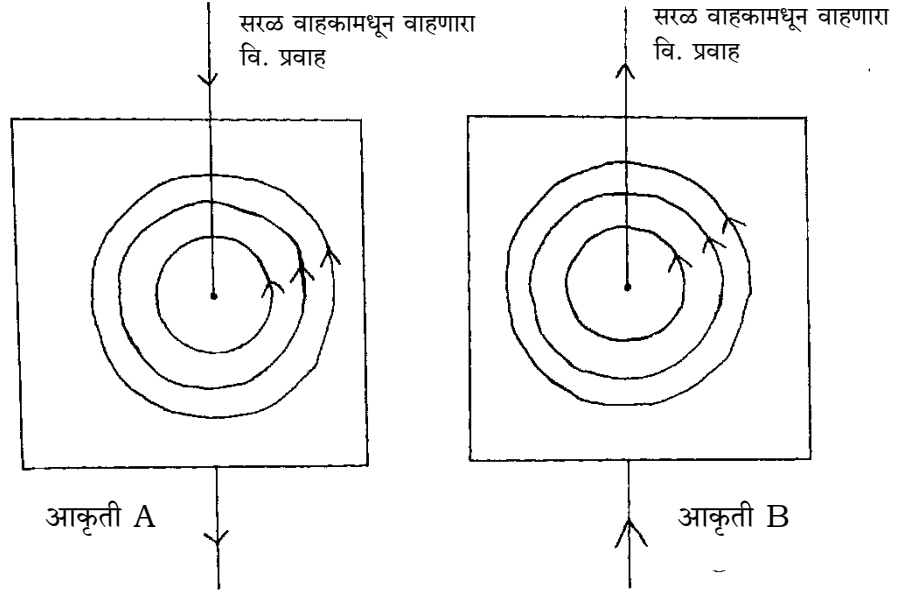 सरळ वाहकामधून वाहणारा
वि. प्रवाह
सरळ वाहकामधून वाहणारा
वि. प्रवाह
आकृती A
आकृती B